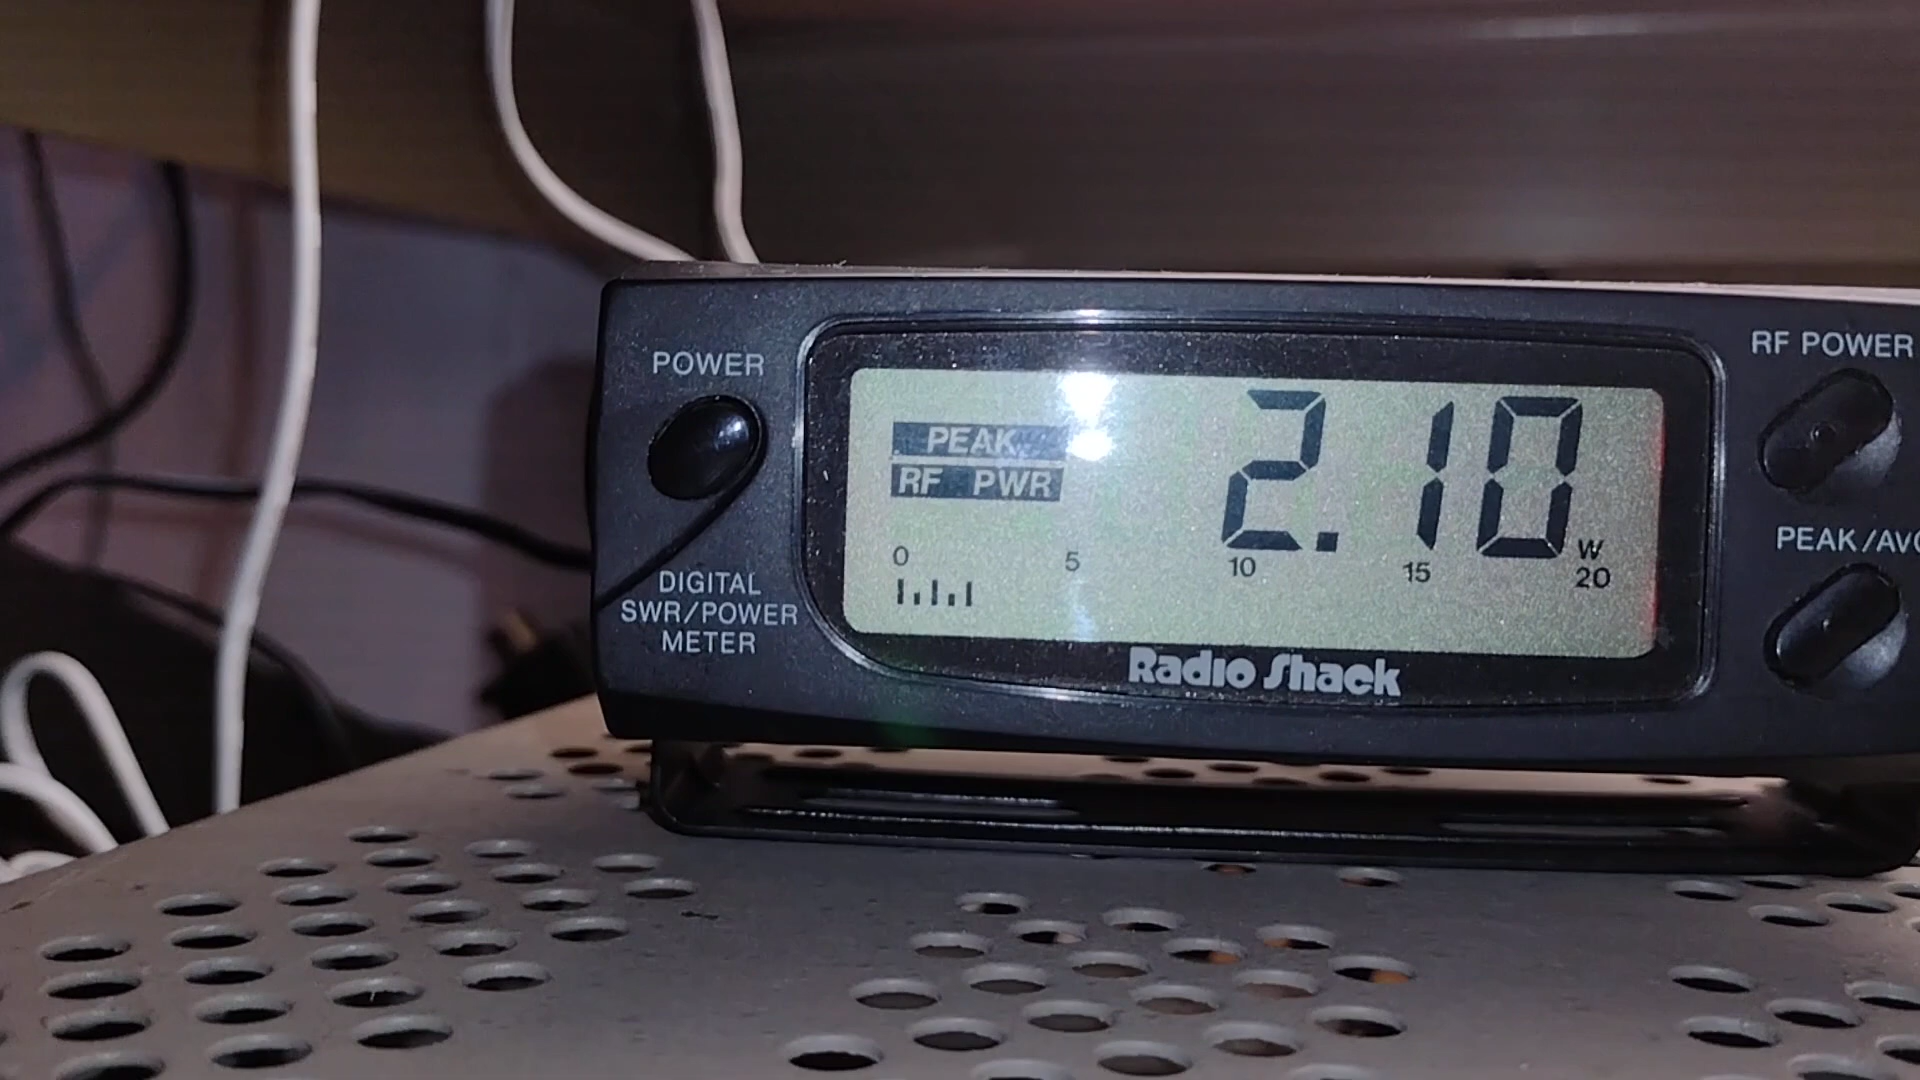 POWER
DIGITAL
SWR/POWER
METER
PEAK
RF PWR
2.10
W
0 5 10 15 20
Radio Shack
RF POWER
PEAK/AVG